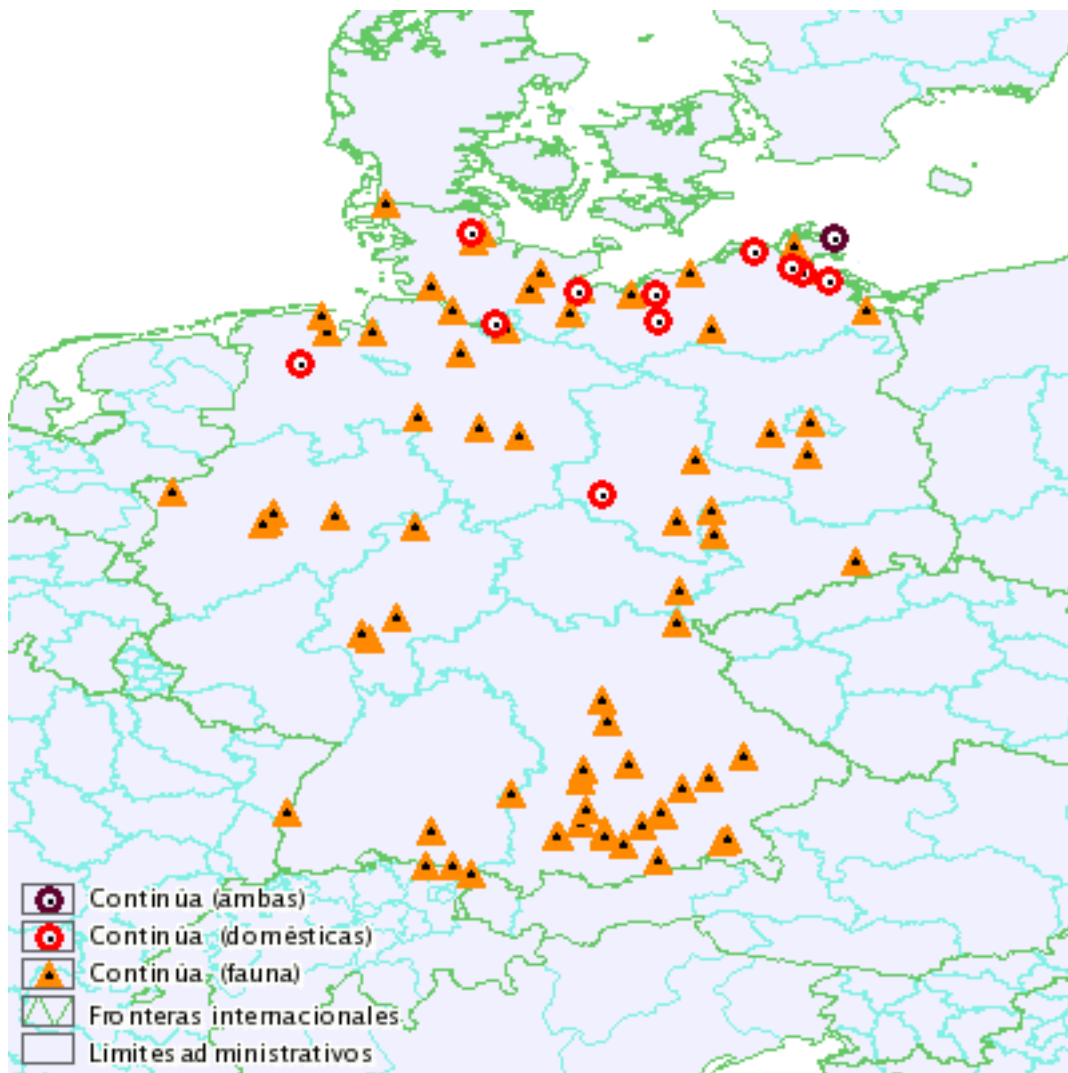 Continúa (ambas)
Continúa (domésticas)
Continúa (fauna)
Fronteras internacionales
Límites administrativos